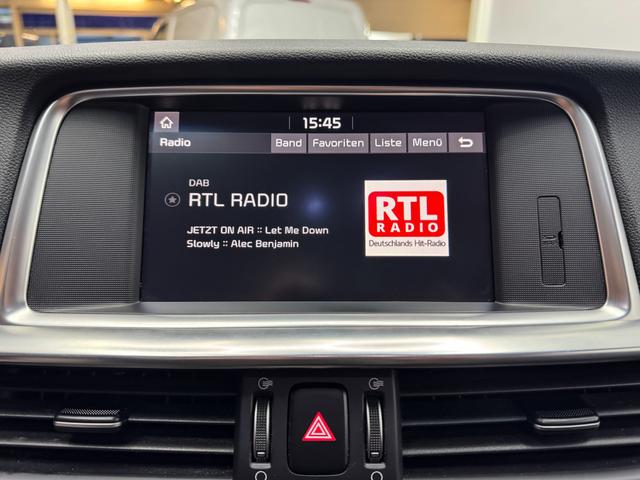 15:45
Radio Band Favoriten Liste Menü
DAB
RTL RADIO
JETZT ON AIR :: Let Me Down
Slowly :: Alec Benjamin
RTL
RADIO
Deutschlands Hit-Radio